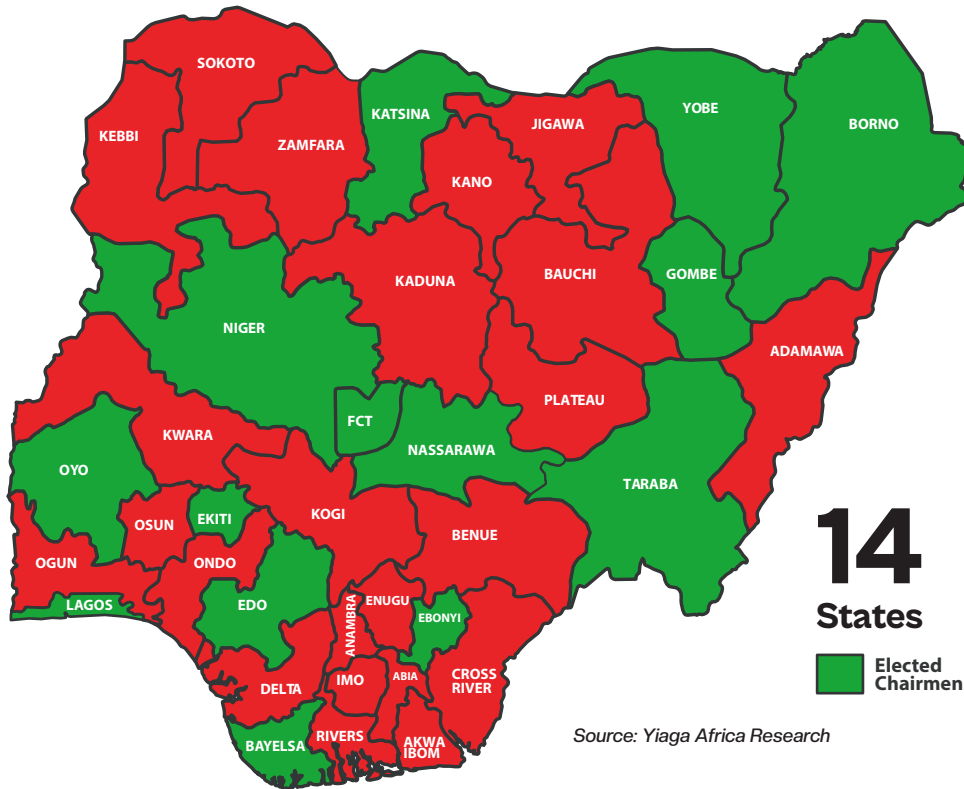 SOKOTO
KATSINA
YOBE
BORNO
KEBBI
ZAMFARA
JIGAWA
KANO
KADUNA
BAUCHI
GOMBE
NIGER
ADAMAWA
PLATEAU
FCT
KWARA
NASSARAWA
OYO
TARABA
OSUN
EKITI
KOGI
BENUE
OGUN
ONDO
LAGOS
EDO
ANAMBRA
ENUGU
EBONYI
DELTA
IMO
ABIA
CROSS
RIVER
BAYELSA
RIVERS
AKWA
IBOM
14
States
Elected
Chairmen
Source: Yiaga Africa Research